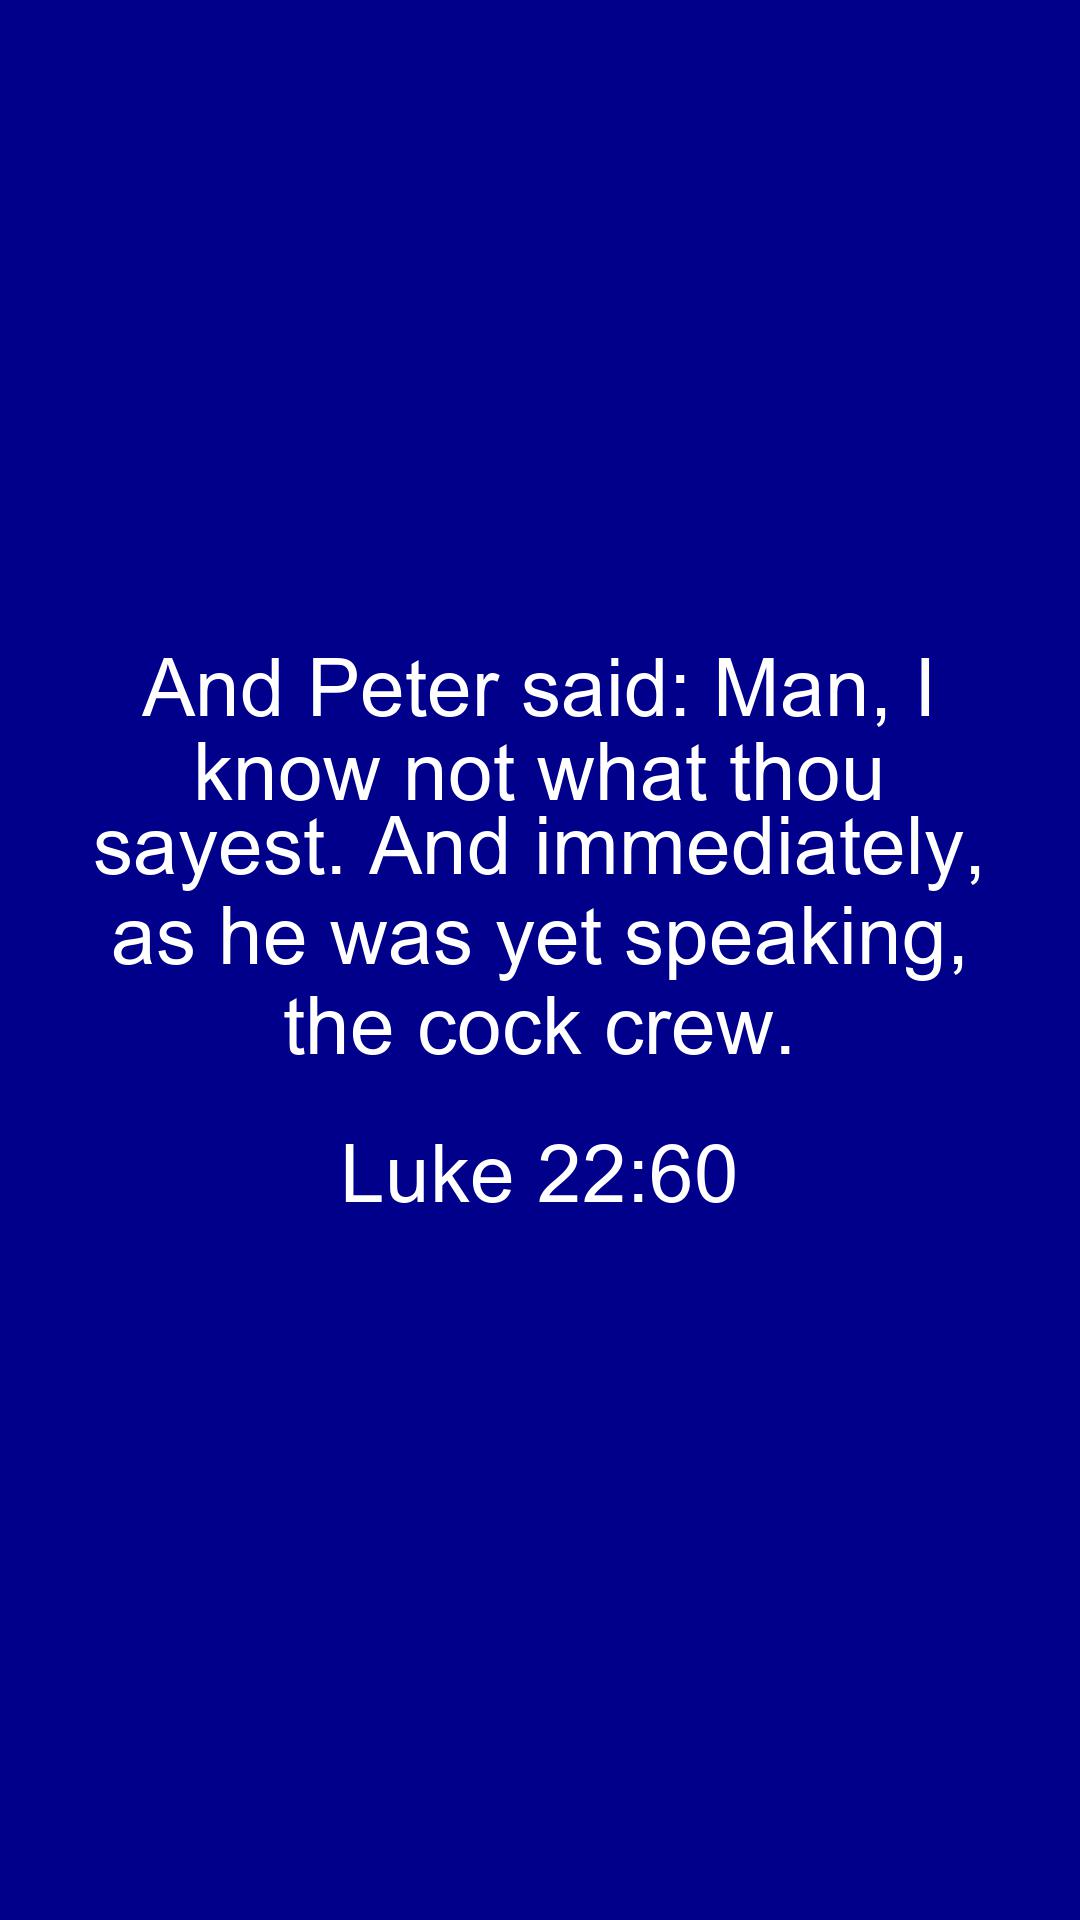 And Peter said: Man, I
know not what thou
sayest. And immediately,
as he was yet speaking,
the cock crew.
Luke 22:60